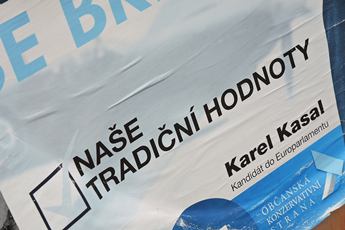 NAŠE
TRADIČNÍ HODNOTY
Karel Kasal
Kandidát do Europarlamentu
OBČANSKÁ
KONZERVATIVNÍ
STRANA